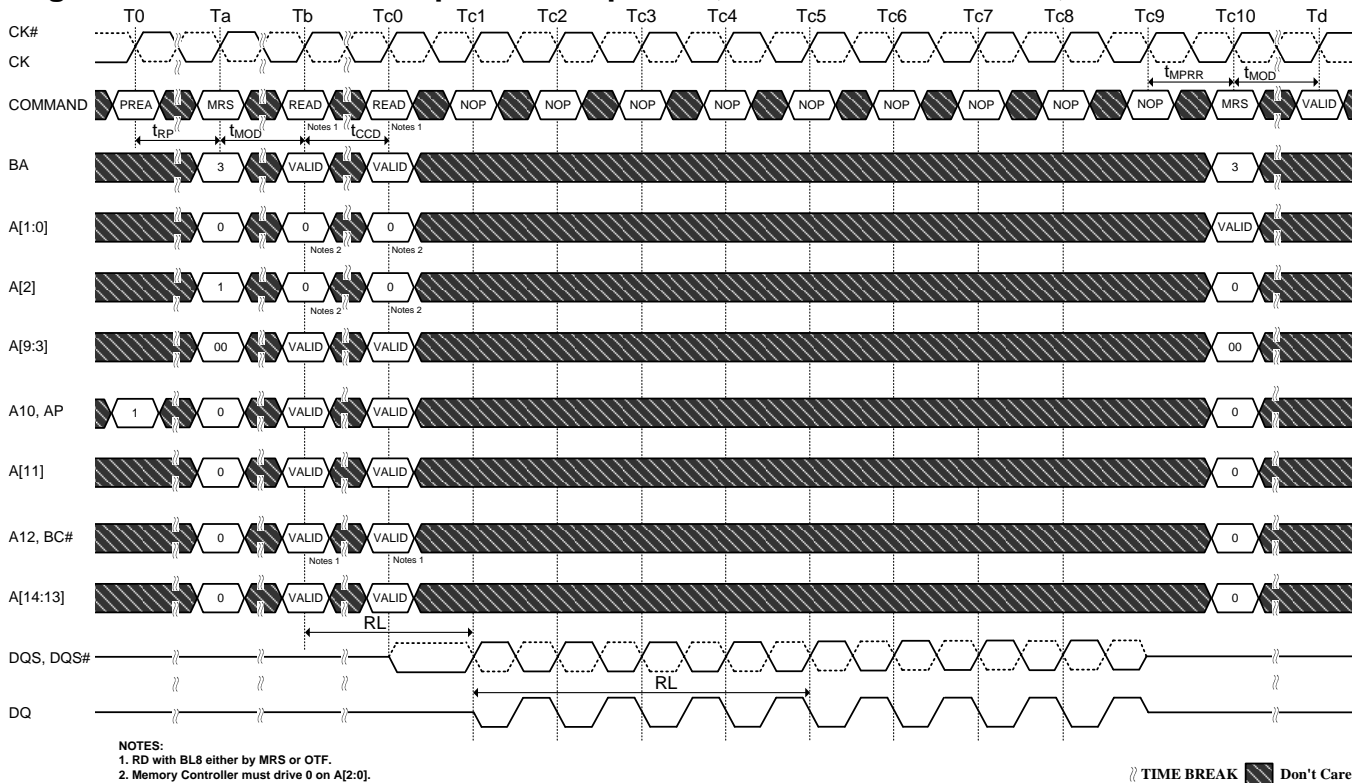 T0 Ta Tb Tc0 Tc1 Tc2 Tc3 Tc4 Tc5 Tc6 Tc7 Tc8 Tc9 Tc10 Td
CK#
CK
tMPRR tMOD
COMMAND PREA MRS READ READ NOP NOP NOP NOP NOP NOP NOP NOP NOP MRS VALID
Notes 1 Notes 1
tRP tMOD tCCD
BA 3 VALID VALID 3
A[1:0] 0 0 0 VALID
Notes 2 Notes 2
A[2] 1 0 0 0
Notes 2 Notes 2
A[9:3] 00 VALID VALID 00
A10, AP 1 0 VALID VALID 0
A[11] 0 VALID VALID 0
A12, BC# 0 VALID VALID 0
Notes 1 Notes 1
A[14:13] 0 VALID VALID 0
RL
DQS, DQS#
RL
DQ
NOTES:
1. RD with BL8 either by MRS or OTF.
2. Memory Controller must drive 0 on A[2:0].
TIME BREAK Don't Care